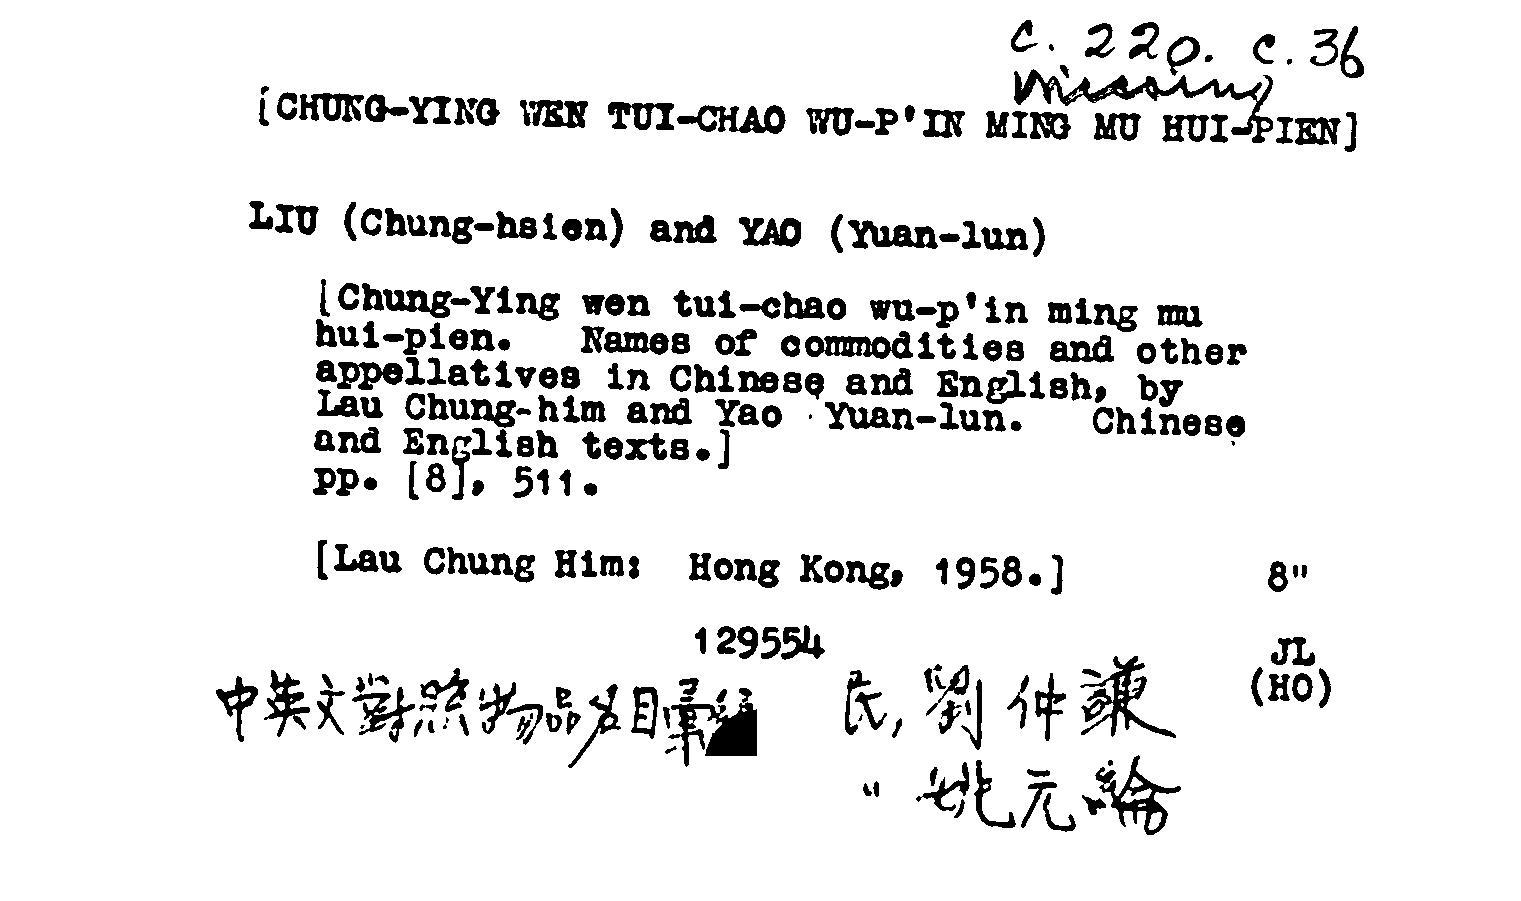 c. 220. c. 36
missing
[CHUNG-YING WEN TUI-CHAO WU-P'IN MING MU HUI-PIEN]
LIU (Chung-hsien) and YAO (Yuan-lun)
[Chung-Ying wen tui-chao wu-p'in ming mu
hui-pien. Names of commodities and other
appellatives in Chinese and English, by
Lau Chung-him and Yao Yuan-lun. Chinese
and English texts.]
pp. [8], 511.
[Lau Chung Him: Hong Kong, 1958.] 8"
129554
JL
(HO)
中英文對照物品名目彙 民, 劉仲謙
" 姚元綸